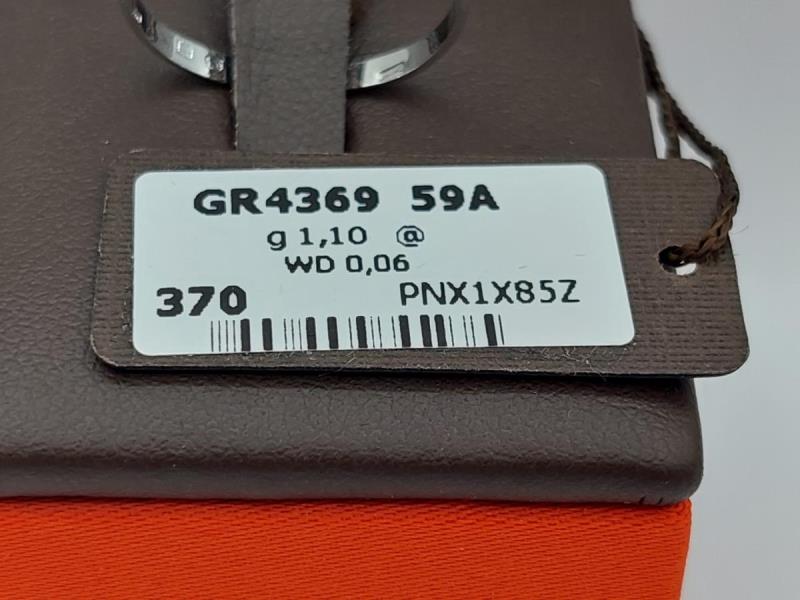 GR4369 59A
g 1,10 @
WD 0,06
370 PNX1X85Z